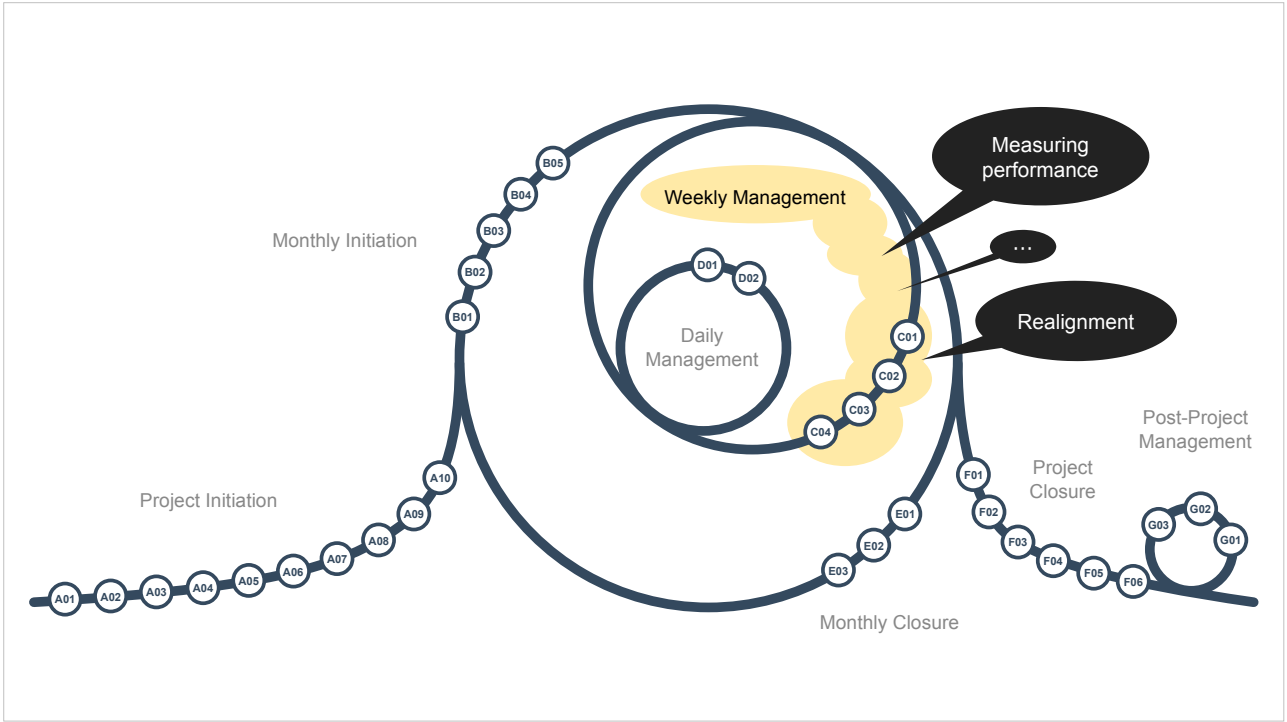 Measuring
performance
B05
Weekly Management
B04
B03
Monthly Initiation
...
B02
D01
D02
B01
Realignment
Daily
Management
C01
C02
C03
C04
Post-Project
Management
A10
Project
Closure
F01
Project Initiation
A09
E01
F02
G02
G03
G01
A08
E02
F03
A07
F04
A06
E03
F05
A05
F06
A04
A03
A02
A01
Monthly Closure